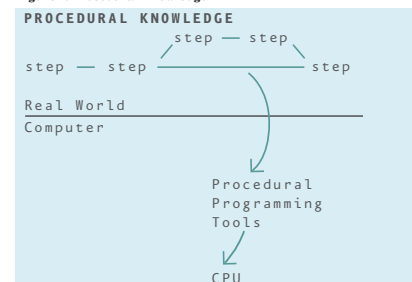 PROCEDURAL KNOWLEDGE
step — step
step — step — step
Real World
Computer
Procedural
Programming
Tools
CPU